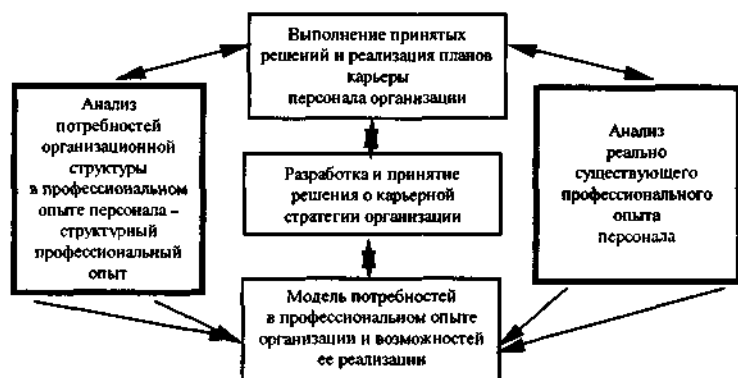 Выполнение принятых
решений и реализация планов
карьеры
персонала организации
Анализ
потребностей
организационной
структуры
в профессиональном
опыте персонала –
структурный
профессиональный
опыт
Разработка и принятие
решения о карьерной
стратегии организации
Анализ
реально
существующего
профессионального
опыта
персонала
Модель потребностей
в профессиональном опыте
организации и возможностей
ее реализации